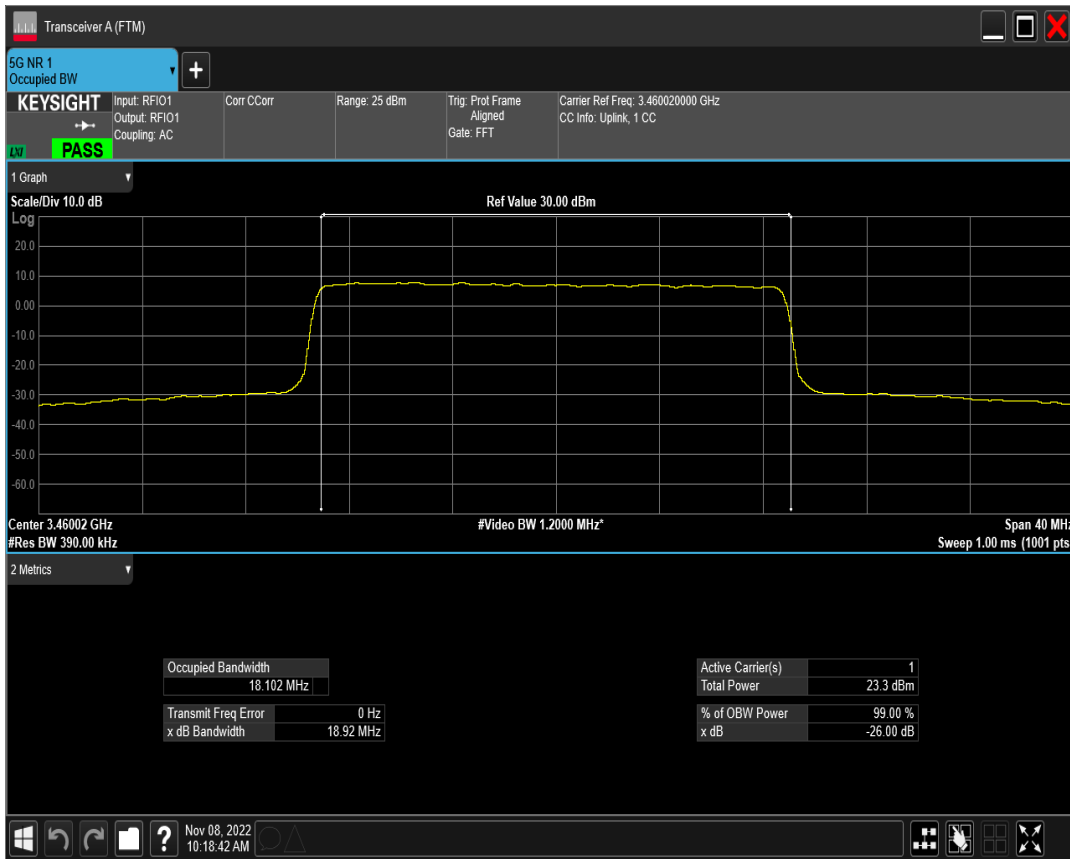 Transceiver A (FTM)
5G NR 1
Occupied BW
+
KEYSIGHT
LXI
PASS
Input: RFIO1
Output: RFIO1
Coupling: AC
Corr CCorr
Range: 25 dBm
Trig: Prot Frame
Aligned
Gate: FFT
Carrier Ref Freq: 3.460020000 GHz
CC Info: Uplink, 1 CC
1 Graph
Scale/Div 10.0 dB
Ref Value 30.00 dBm
Log
20.0
10.0
0.00
-10.0
-20.0
-30.0
-40.0
-50.0
-60.0
Center 3.46002 GHz
#Video BW 1.2000 MHz*
Span 40 MHz
#Res BW 390.00 kHz
Sweep 1.00 ms (1001 pts
2 Metrics
Occupied Bandwidth
18.102 MHz
Transmit Freq Error 0 Hz
x dB Bandwidth 18.92 MHz
Active Carrier(s) 1
Total Power 23.3 dBm
% of OBW Power 99.00 %
x dB -26.00 dB
?
Nov 08, 2022
10:18:42 AM